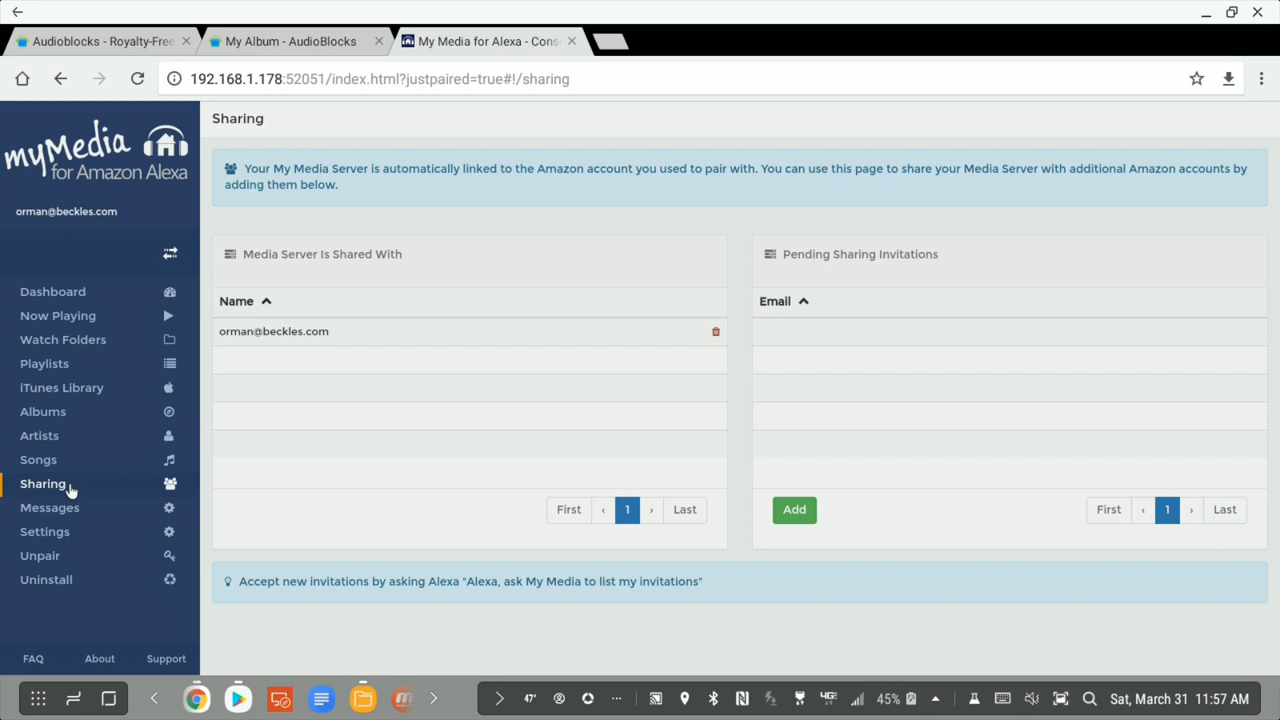 Audioblocks - Royalty-Free
My Album - AudioBlocks
My Media for Alexa - Cons
192.168.1.178:52051/index.html?justpaired=true#!/sharing
myMedia
for Amazon Alexa
orman@beckles.com
Dashboard
Now Playing
Watch Folders
Playlists
iTunes Library
Albums
Artists
Songs
Sharing
Messages
Settings
Unpair
Uninstall
FAQ About Support
Sharing
Your My Media Server is automatically linked to the Amazon account you used to pair with. You can use this page to share your Media Server with additional Amazon accounts by
adding them below.
Media Server Is Shared With
Name
orman@beckles.com
First ‹ 1 › Last
Pending Sharing Invitations
Email
Add
First ‹ 1 › Last
Accept new invitations by asking Alexa "Alexa, ask My Media to list my invitations"
47° 4G LTE 45% Sat, March 31 11:57 AM